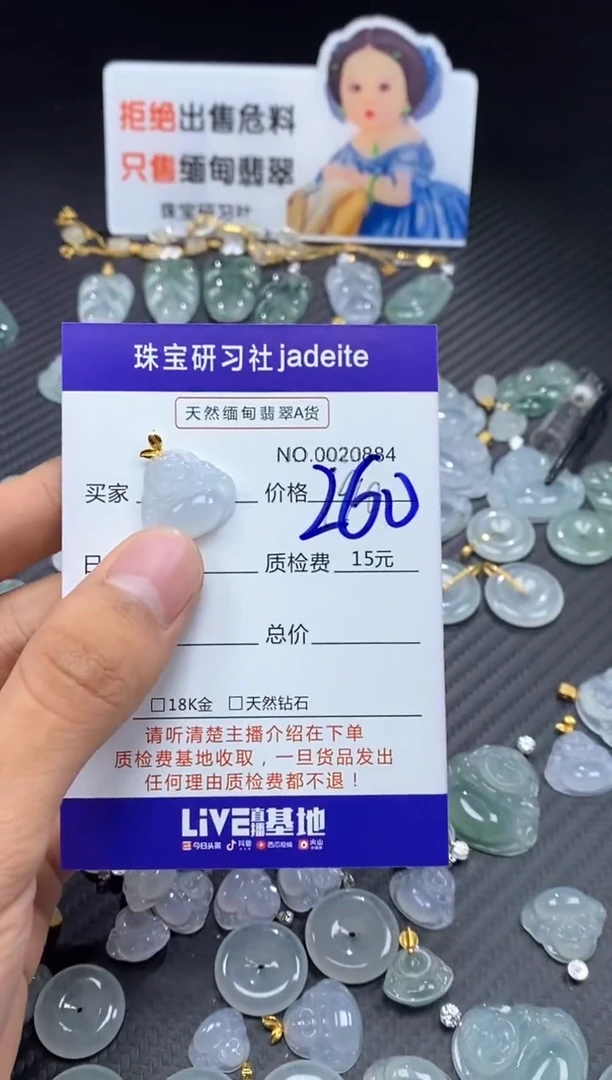 拒绝出售危料
只售缅甸翡翠
珠宝研习社
珠宝研习社jadeite
天然缅甸翡翠A货
NO.0020884
买家 价格 260
日 质检费 15元
总价
□18K金 □天然钻石
请听清楚主播介绍在下单
质检费基地收取，一旦货品发出
任何理由质检费都不退！
LiVE直播基地
今日头条 抖音 西瓜视频 火山